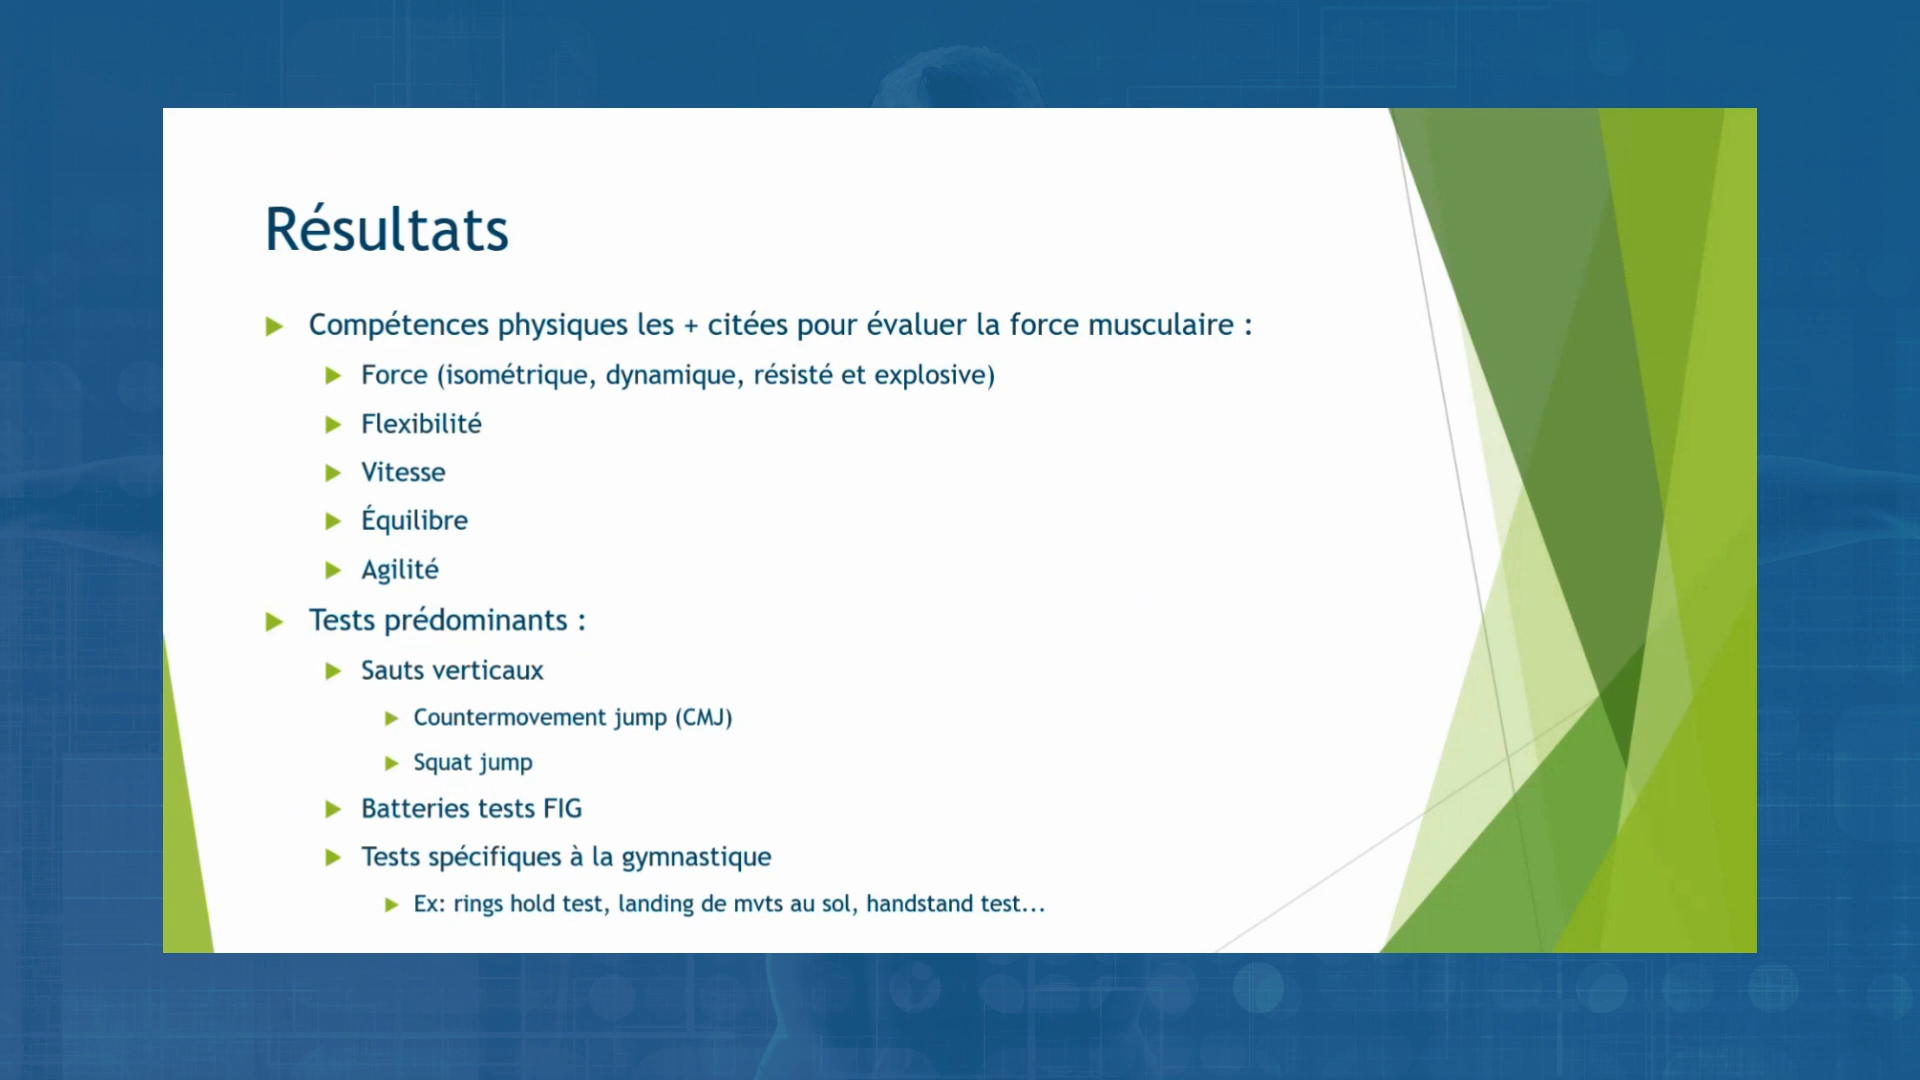 Résultats
Compétences physiques les + citées pour évaluer la force musculaire :
Force (isométrique, dynamique, résisté et explosive)
Flexibilité
Vitesse
Équilibre
Agilité
Tests prédominants :
Sauts verticaux
Countermovement jump (CMJ)
Squat jump
Batteries tests FIG
Tests spécifiques à la gymnastique
Ex: rings hold test, landing de mvts au sol, handstand test...